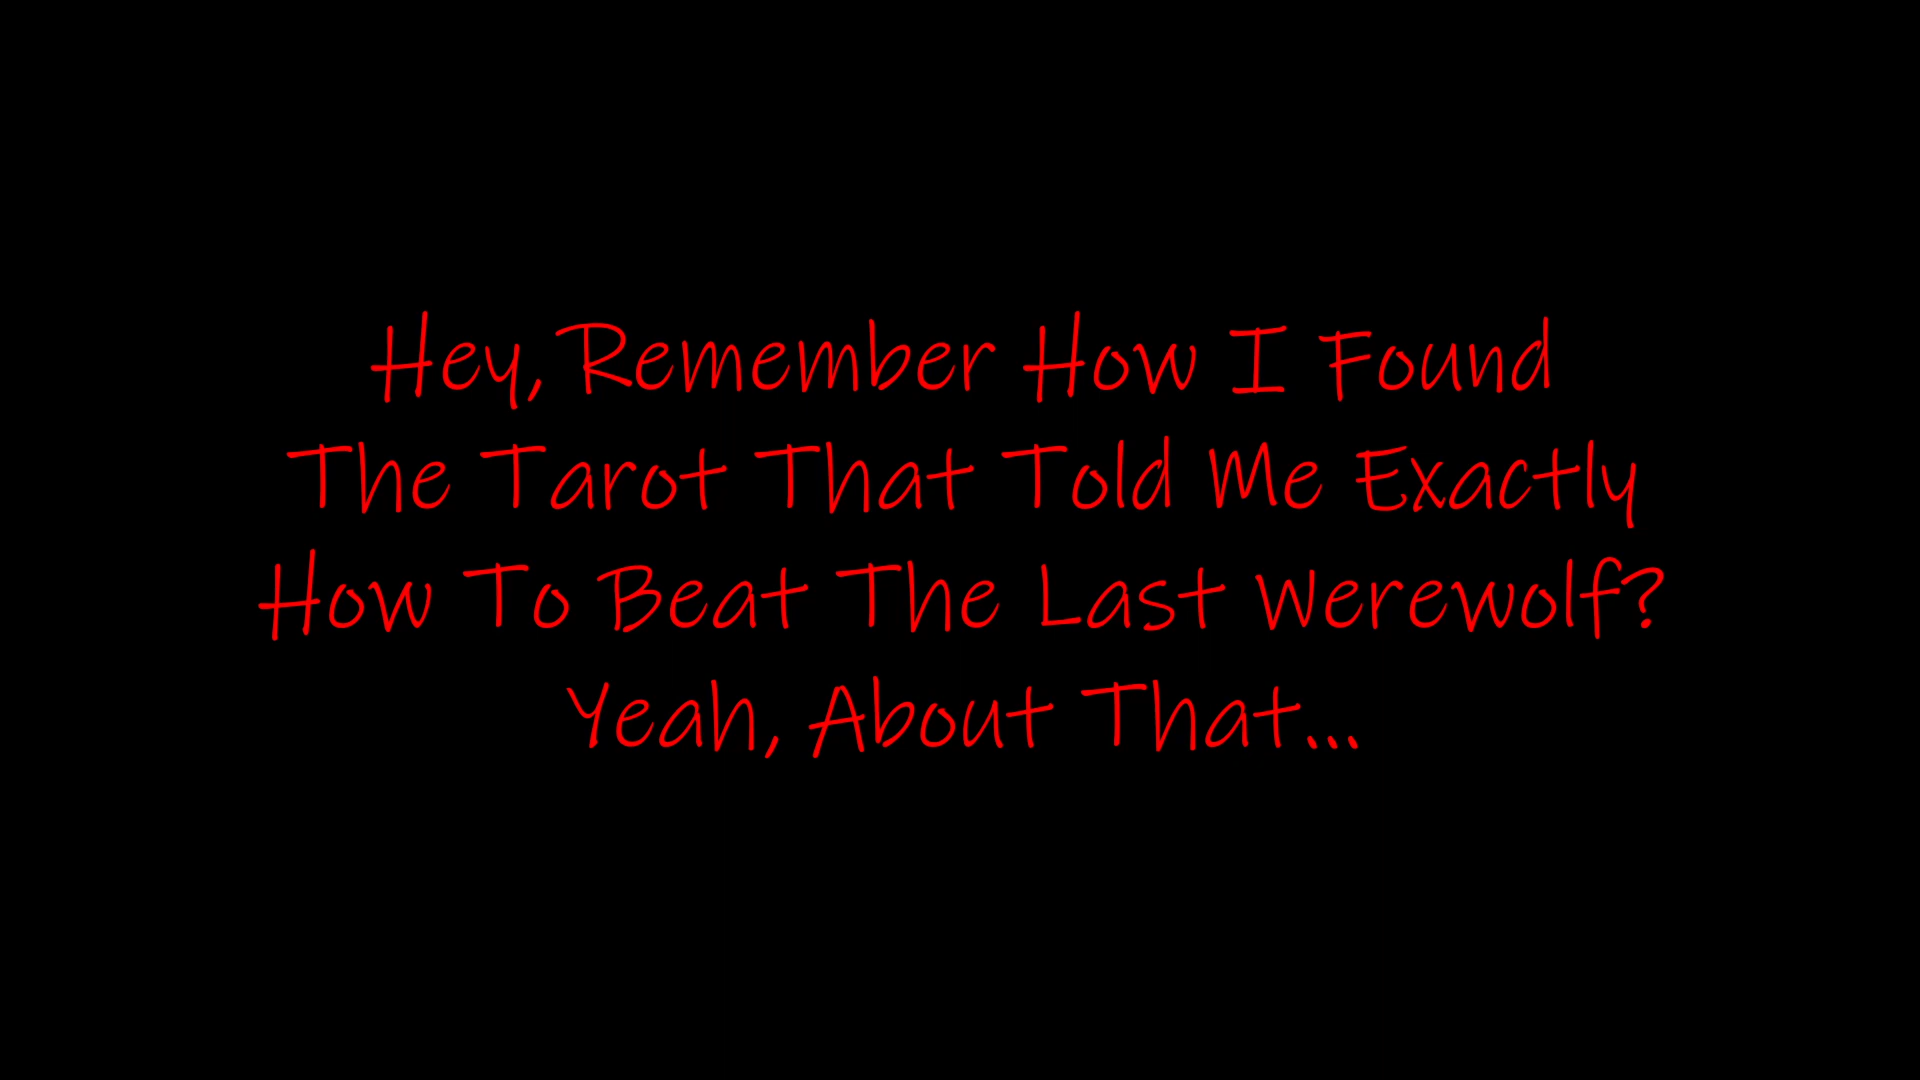 Hey, Remember How I Found
The Tarot That Told Me Exactly
How To Beat The Last Werewolf?
Yeah, About That...